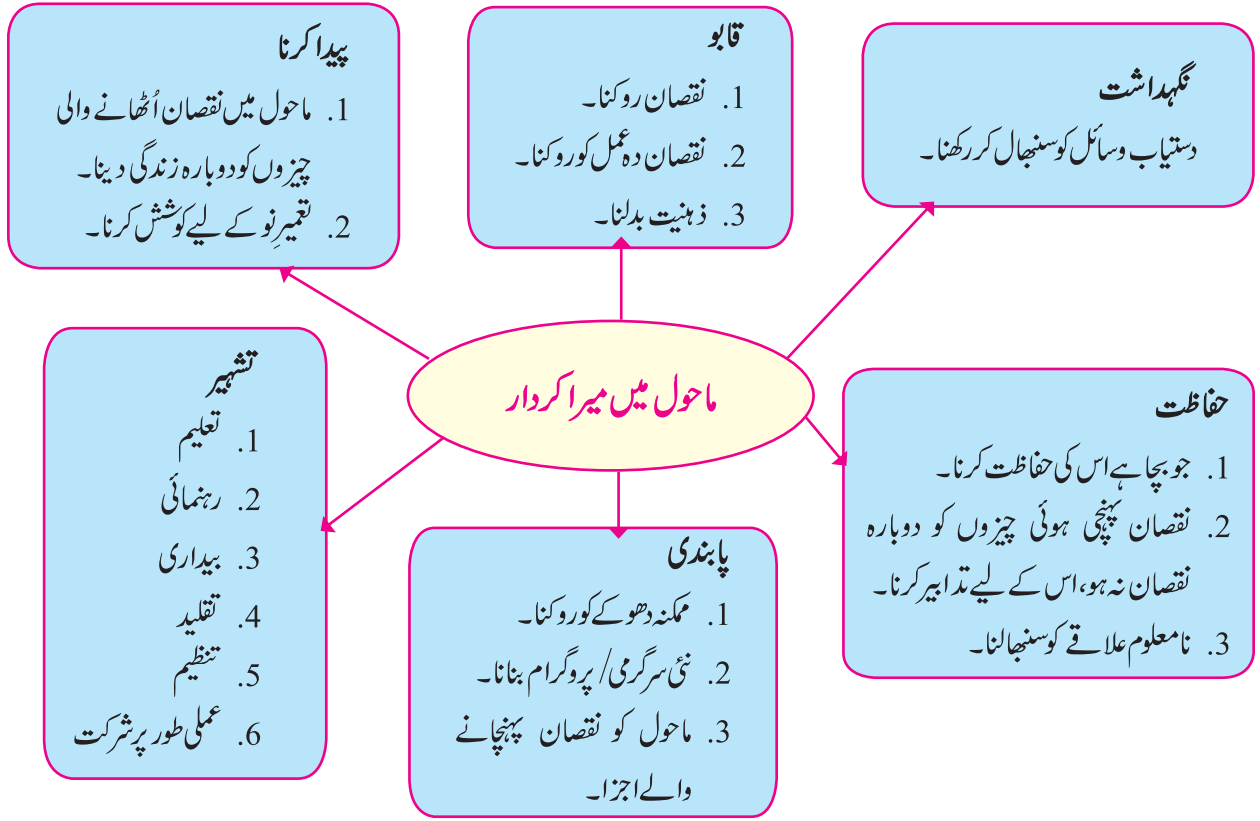 ماحول میں میرا کردار
نگہداشت
دستیاب وسائل کو سنبھال کر رکھنا۔
قابو
1. نقصان روکنا۔
2. نقصان دہ عمل کو روکنا۔
3. ذہنیت بدلنا۔
پیدا کرنا
1. ماحول میں نقصان اُٹھانے والی
چیزوں کو دوبارہ زندگی دینا۔
2. تعمیرِ نو کے لیے کوشش کرنا۔
حفاظت
1. جو بچا ہے اس کی حفاظت کرنا۔
2. نقصان پہنچی ہوئی چیزوں کو دوبارہ
نقصان نہ ہو، اس کے لیے تدابیر کرنا۔
3. نامعلوم علاقے کو سنبھالنا۔
پابندی
1. ممکنہ دھوکے کو روکنا۔
2. نئی سرگرمی/ پروگرام بنانا۔
3. ماحول کو نقصان پہنچانے
والے اجزا۔
تشہیر
1. تعلیم
2. رہنمائی
3. بیداری
4. تقلید
5. تنظیم
6. عملی طور پر شرکت